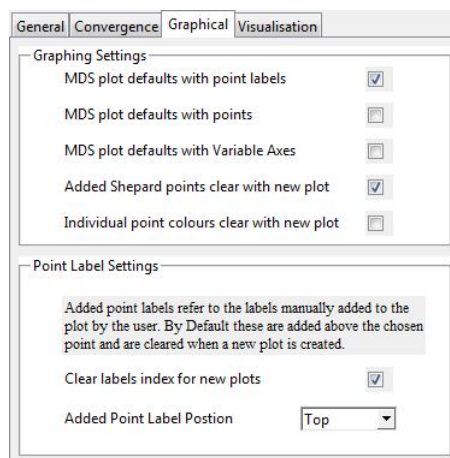 General Convergence Graphical Visualisation
Graphing Settings
MDS plot defaults with point labels
MDS plot defaults with points
MDS plot defaults with Variable Axes
Added Shepard points clear with new plot
Individual point colours clear with new plot
Point Label Settings
Added point labels refer to the labels manually added to the
plot by the user. By Default these are added above the chosen
point and are cleared when a new plot is created.
Clear labels index for new plots
Added Point Label Postion Top